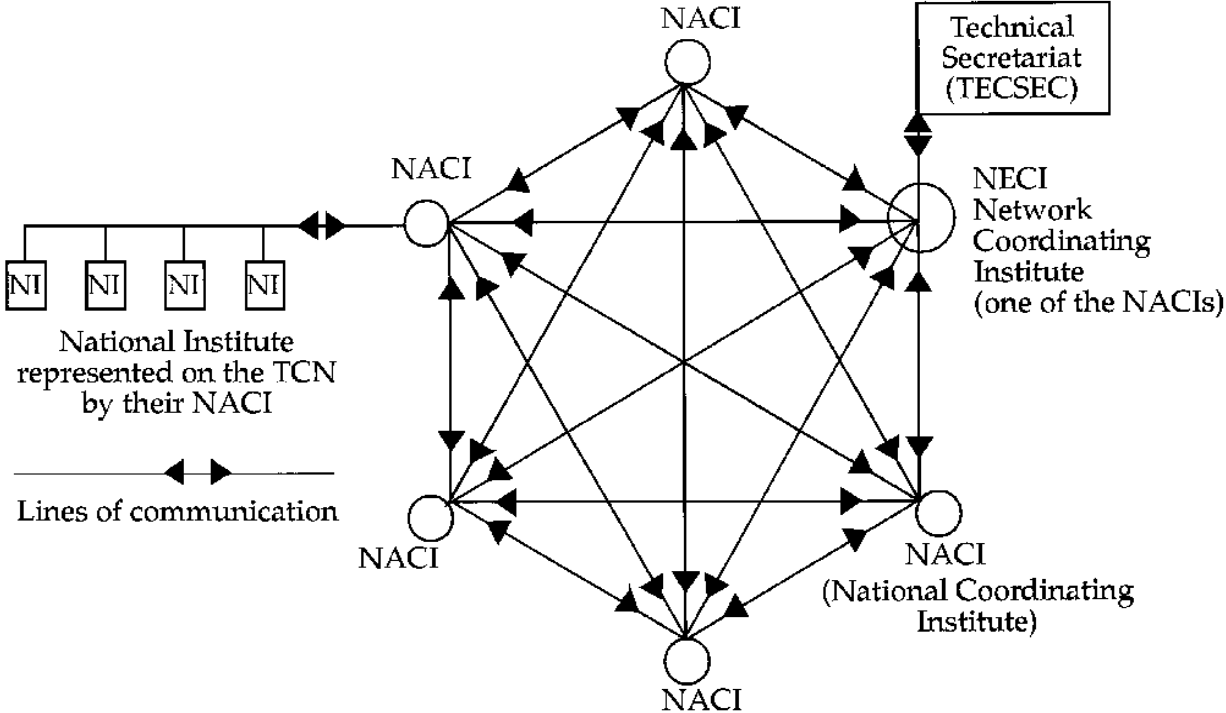 NACI
Technical
Secretariat
(TECSEC)
NACI
NECI
Network
Coordinating
Institute
(one of the NACIs)
NI NI NI NI
National Institute
represented on the TCN
by their NACI
Lines of communication
NACI
NACI
(National Coordinating
Institute)
NACI